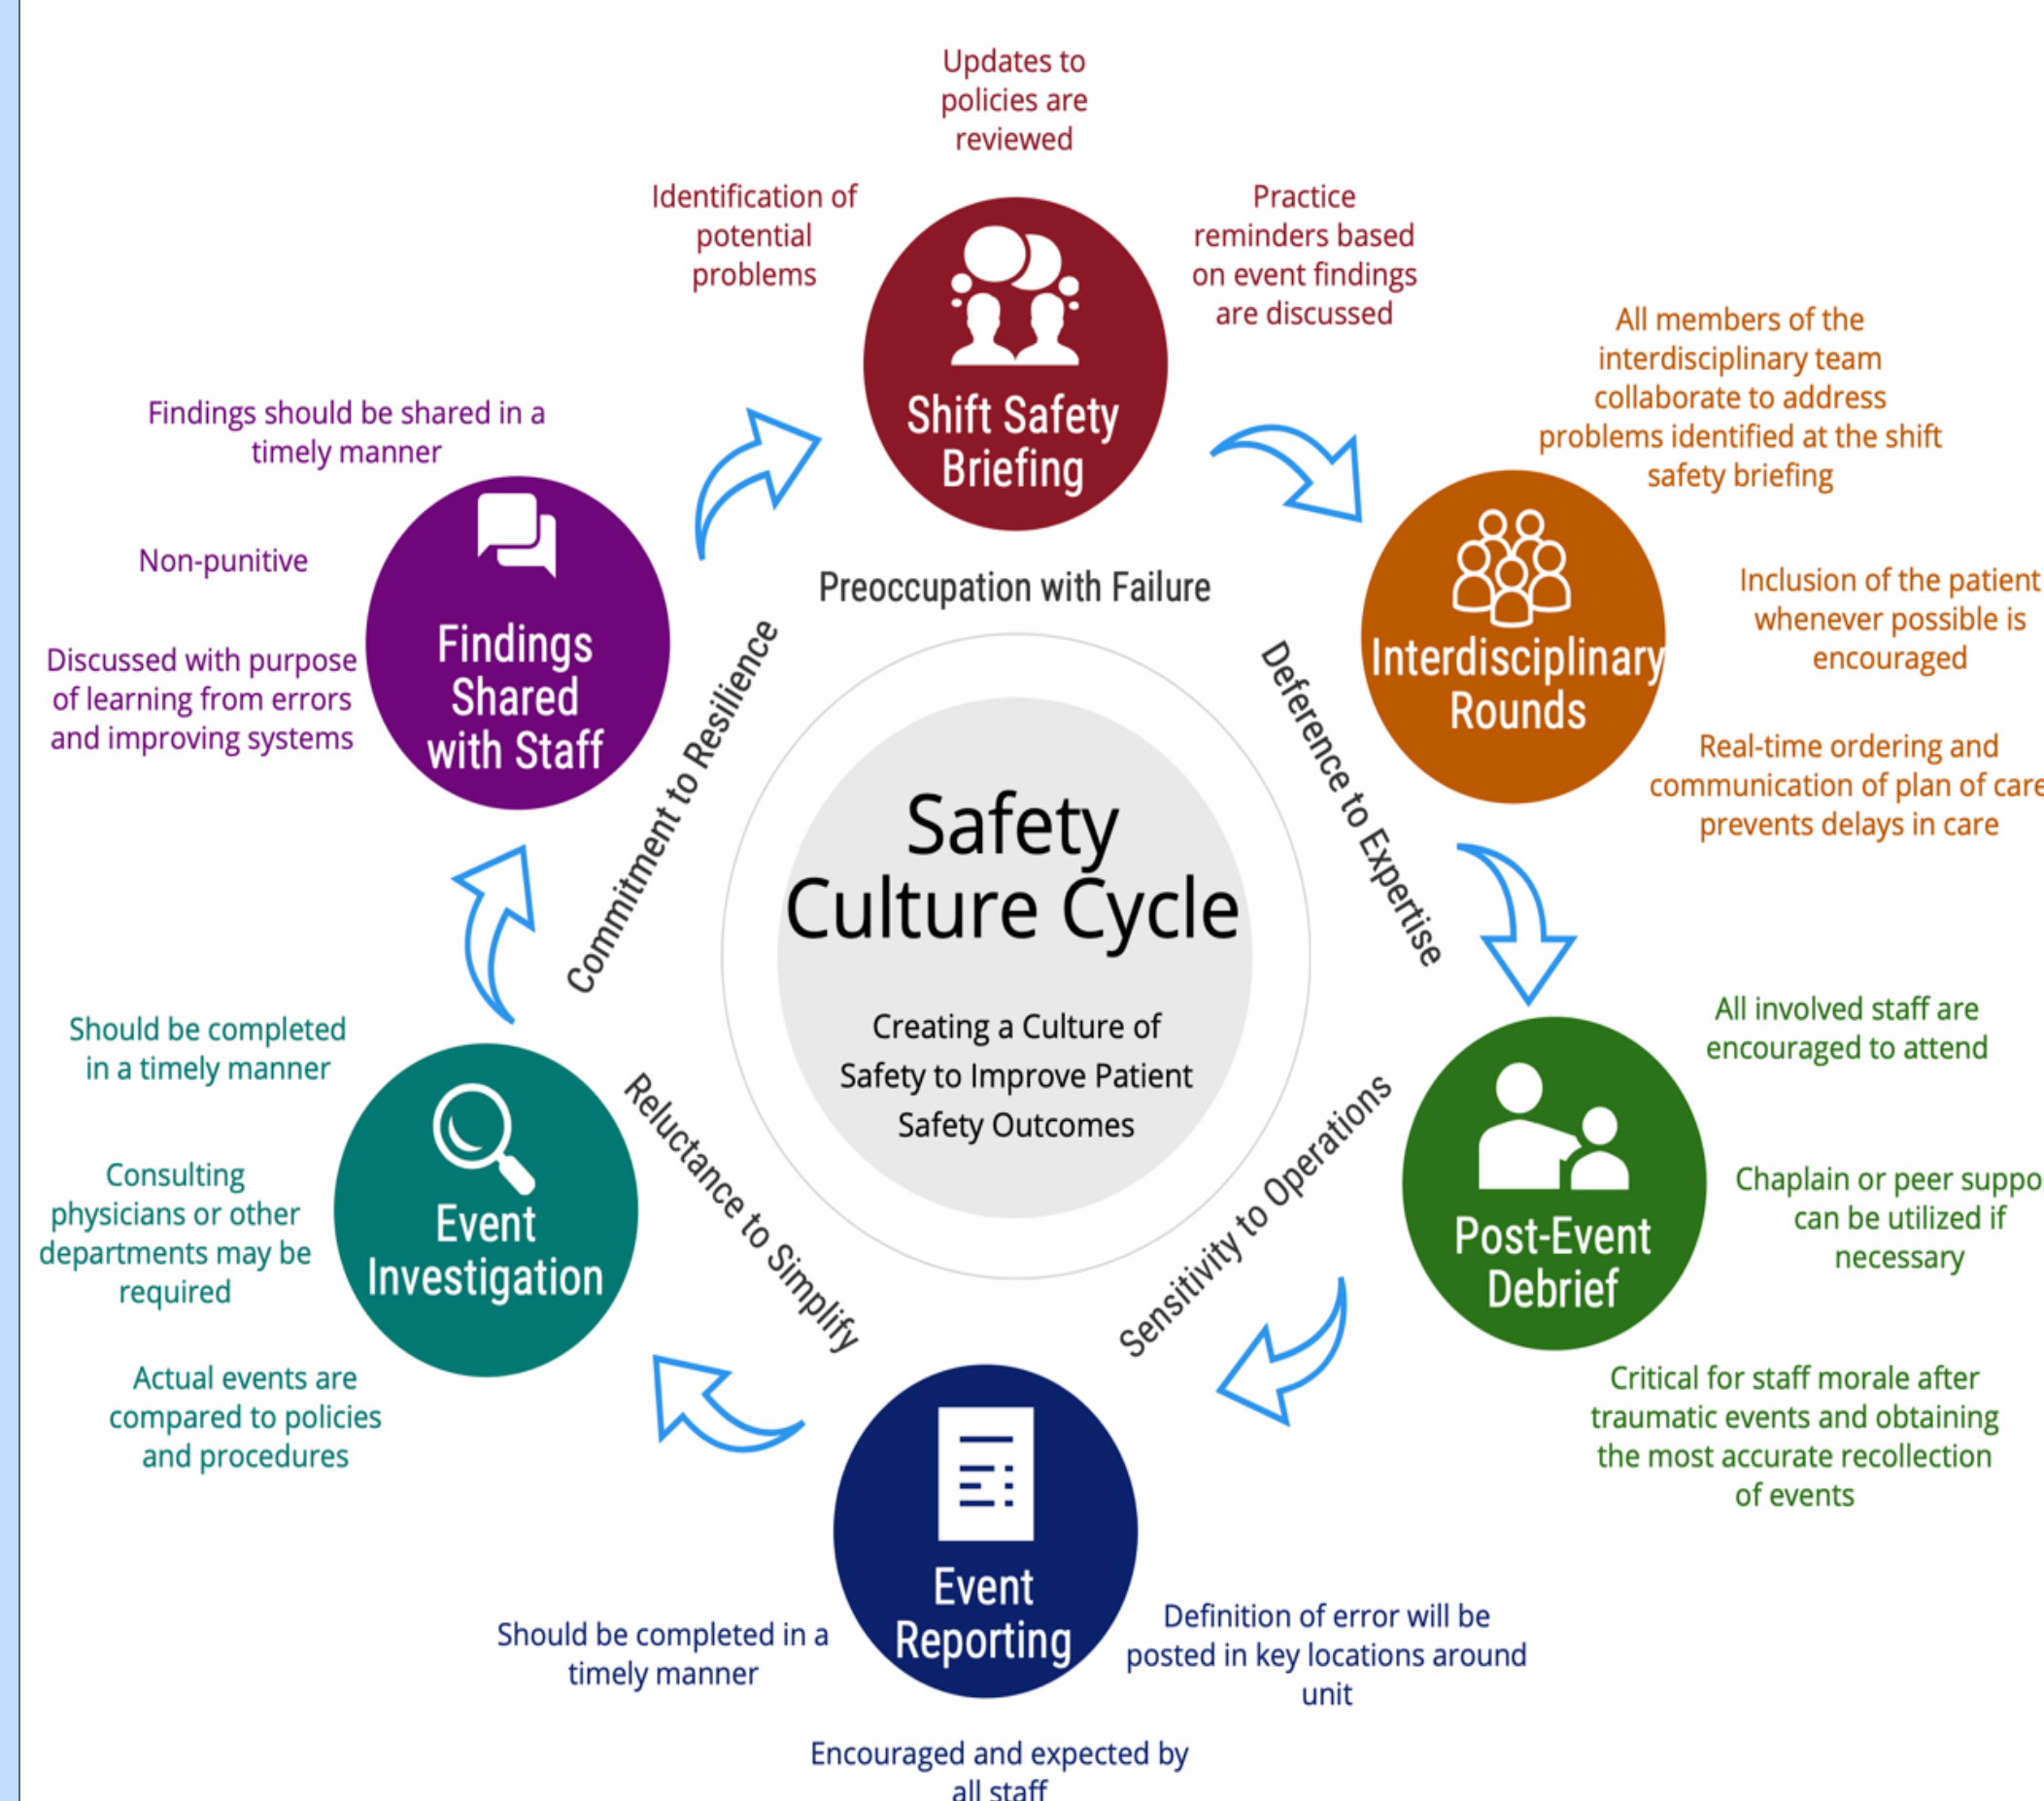 Updates to
policies are
reviewed
Identification of
potential
problems
Practice
reminders based
on event findings
are discussed
Shift Safety
Briefing
All members of the
interdisciplinary team
collaborate to address
problems identified at the shift
safety briefing
Inclusion of the patient
whenever possible is
encouraged
Real-time ordering and
communication of plan of care
prevents delays in care
Interdisciplinary
Rounds
All involved staff are
encouraged to attend
Chaplain or peer
can be utilized if
necessary
Critical for staff morale after
traumatic events and obtaining
the most accurate recollection
of events
Post-Event
Debrief
Event
Reporting
Definition of error will be
posted in key locations around
unit
Should be completed in a
timely manner
Encouraged and expected by
all staff
Event
Investigation
Should be completed
in a timely manner
Consulting
physicians or other
departments may be
required
Actual events are
compared to policies
and procedures
Findings
Shared
with Staff
Findings should be shared in a
timely manner
Non-punitive
Discussed with purpose
of learning from errors
and improving systems
Preoccupation with Failure
Deference to Expertise
Sensitivity to Operations
Reluctance to Simplify
Commitment to Resilience
Safety
Culture Cycle
Creating a Culture of
Safety to Improve Patient
Safety Outcomes